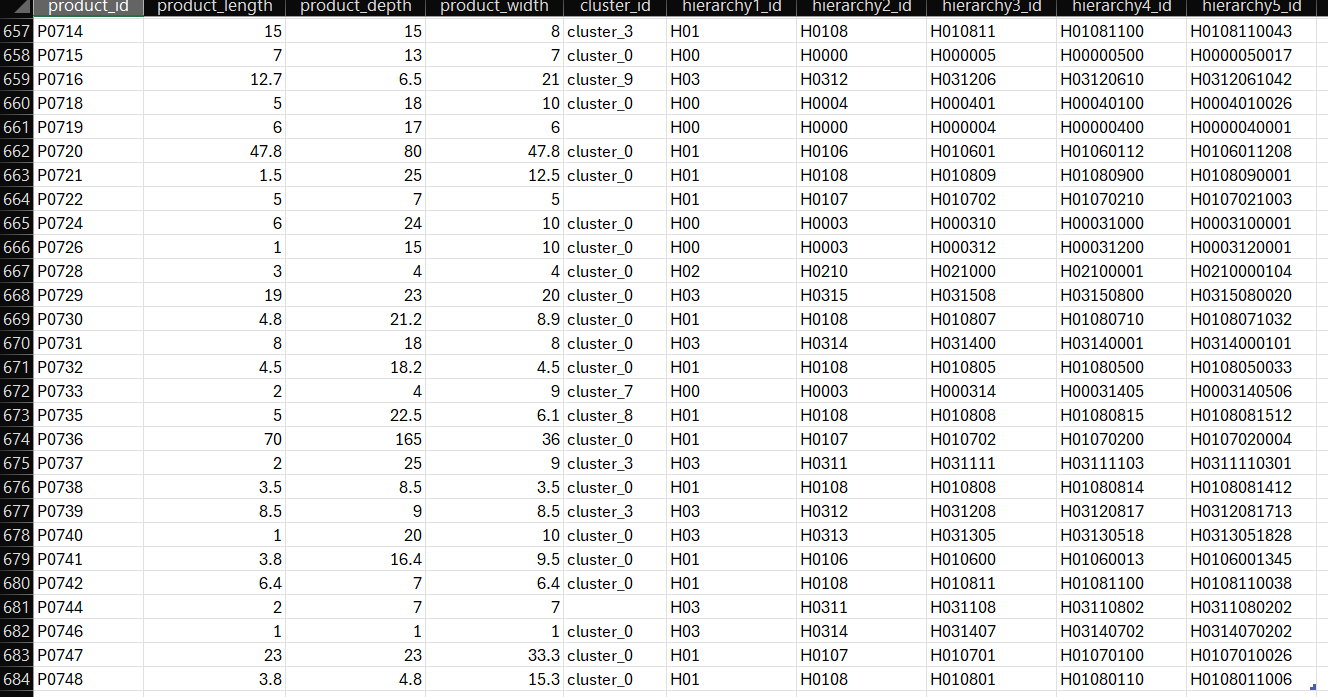 product_id product_length product_depth product_width cluster_id hierarchy1_id hierarchy2_id hierarchy3_id hierarchy4_id hierarchy5_id
657 P0714 15 15 8 cluster_3 H01 H0108 H010811 H01081100 H0108110043
658 P0715 7 13 7 cluster_0 H00 H0000 H000005 H00000500 H0000050017
659 P0716 12.7 6.5 21 cluster_9 H03 H0312 H031206 H03120610 H0312061042
660 P0718 5 18 10 cluster_0 H00 H0004 H000401 H00040100 H0004010026
661 P0719 6 17 6 H00 H0000 H000004 H00000400 H0000040001
662 P0720 47.8 80 47.8 cluster_0 H01 H0106 H010601 H01060112 H0106011208
663 P0721 1.5 25 12.5 cluster_0 H01 H0108 H010809 H01080900 H0108090001
664 P0722 5 7 5 H01 H0107 H010702 H01070210 H0107021003
665 P0724 6 24 10 cluster_0 H00 H0003 H000310 H00031000 H0003100001
666 P0726 1 15 10 cluster_0 H00 H0003 H000312 H00031200 H0003120001
667 P0728 3 4 4 cluster_0 H02 H0210 H021000 H02100001 H0210000104
668 P0729 19 23 20 cluster_0 H03 H0315 H031508 H03150800 H0315080020
669 P0730 4.8 21.2 8.9 cluster_0 H01 H0108 H010807 H01080710 H0108071032
670 P0731 8 18 8 cluster_0 H03 H0314 H031400 H03140001 H0314000101
671 P0732 4.5 18.2 4.5 cluster_0 H01 H0108 H010805 H01080500 H0108050033
672 P0733 2 4 9 cluster_7 H00 H0003 H000314 H00031405 H0003140506
673 P0735 5 22.5 6.1 cluster_8 H01 H0108 H010808 H01080815 H0108081512
674 P0736 70 165 36 cluster_0 H01 H0107 H010702 H01070200 H0107020004
675 P0737 2 25 9 cluster_3 H03 H0311 H031111 H03111103 H0311110301
676 P0738 3.5 8.5 3.5 cluster_0 H01 H0108 H010808 H01080814 H0108081412
677 P0739 8.5 9 8.5 cluster_3 H03 H0312 H031208 H03120817 H0312081713
678 P0740 1 20 10 cluster_0 H03 H0313 H031305 H03130518 H0313051828
679 P0741 3.8 16.4 9.5 cluster_0 H01 H0106 H010600 H01060013 H0106001345
680 P0742 6.4 7 6.4 cluster_0 H01 H0108 H010811 H01081100 H0108110038
681 P0744 2 7 7 H03 H0311 H031108 H03110802 H0311080202
682 P0746 1 1 1 cluster_0 H03 H0314 H031407 H03140702 H0314070202
683 P0747 23 23 33.3 cluster_0 H01 H0107 H010701 H01070100 H0107010026
684 P0748 3.8 4.8 15.3 cluster_0 H01 H0108 H010801 H01080110 H0108011006